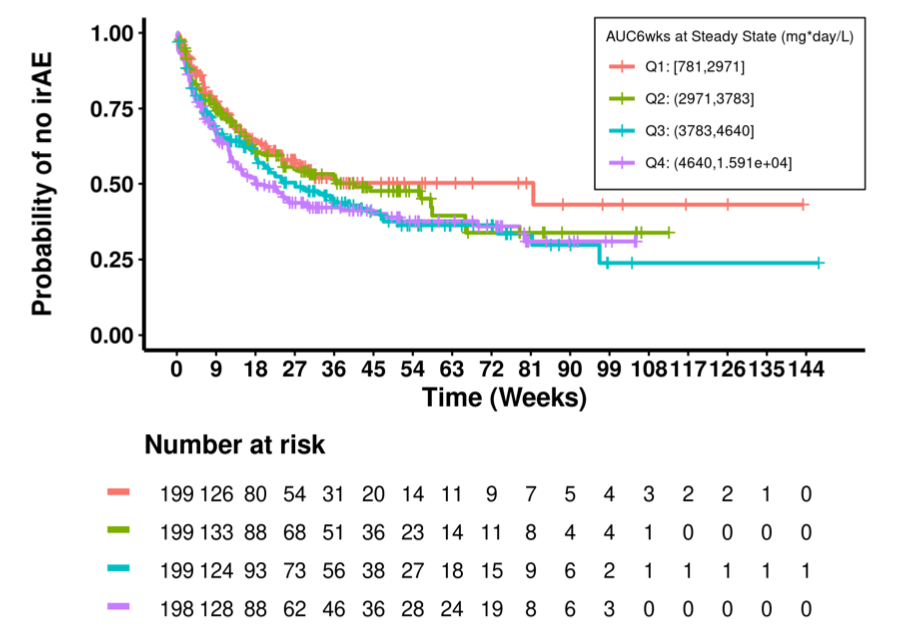 AUC6wks at Steady State (mg*day/L)
Q1: [781,2971]
Q2: (2971,3783]
Q3: (3783,4640]
Q4: (4640,1.591e+04]
Probability of no irAE
1.00
0.75
0.50
0.25
0.00
0 9 18 27 36 45 54 63 72 81 90 99 108 117 126 135 144
Time (Weeks)
Number at risk
199 126 80 54 31 20 14 11 9 7 5 4 3 2 2 1 0
199 133 88 68 51 36 23 14 11 8 4 4 1 0 0 0 0
199 124 93 73 56 38 27 18 15 9 6 2 1 1 1 1 1
198 128 88 62 46 36 28 24 19 8 6 3 0 0 0 0 0